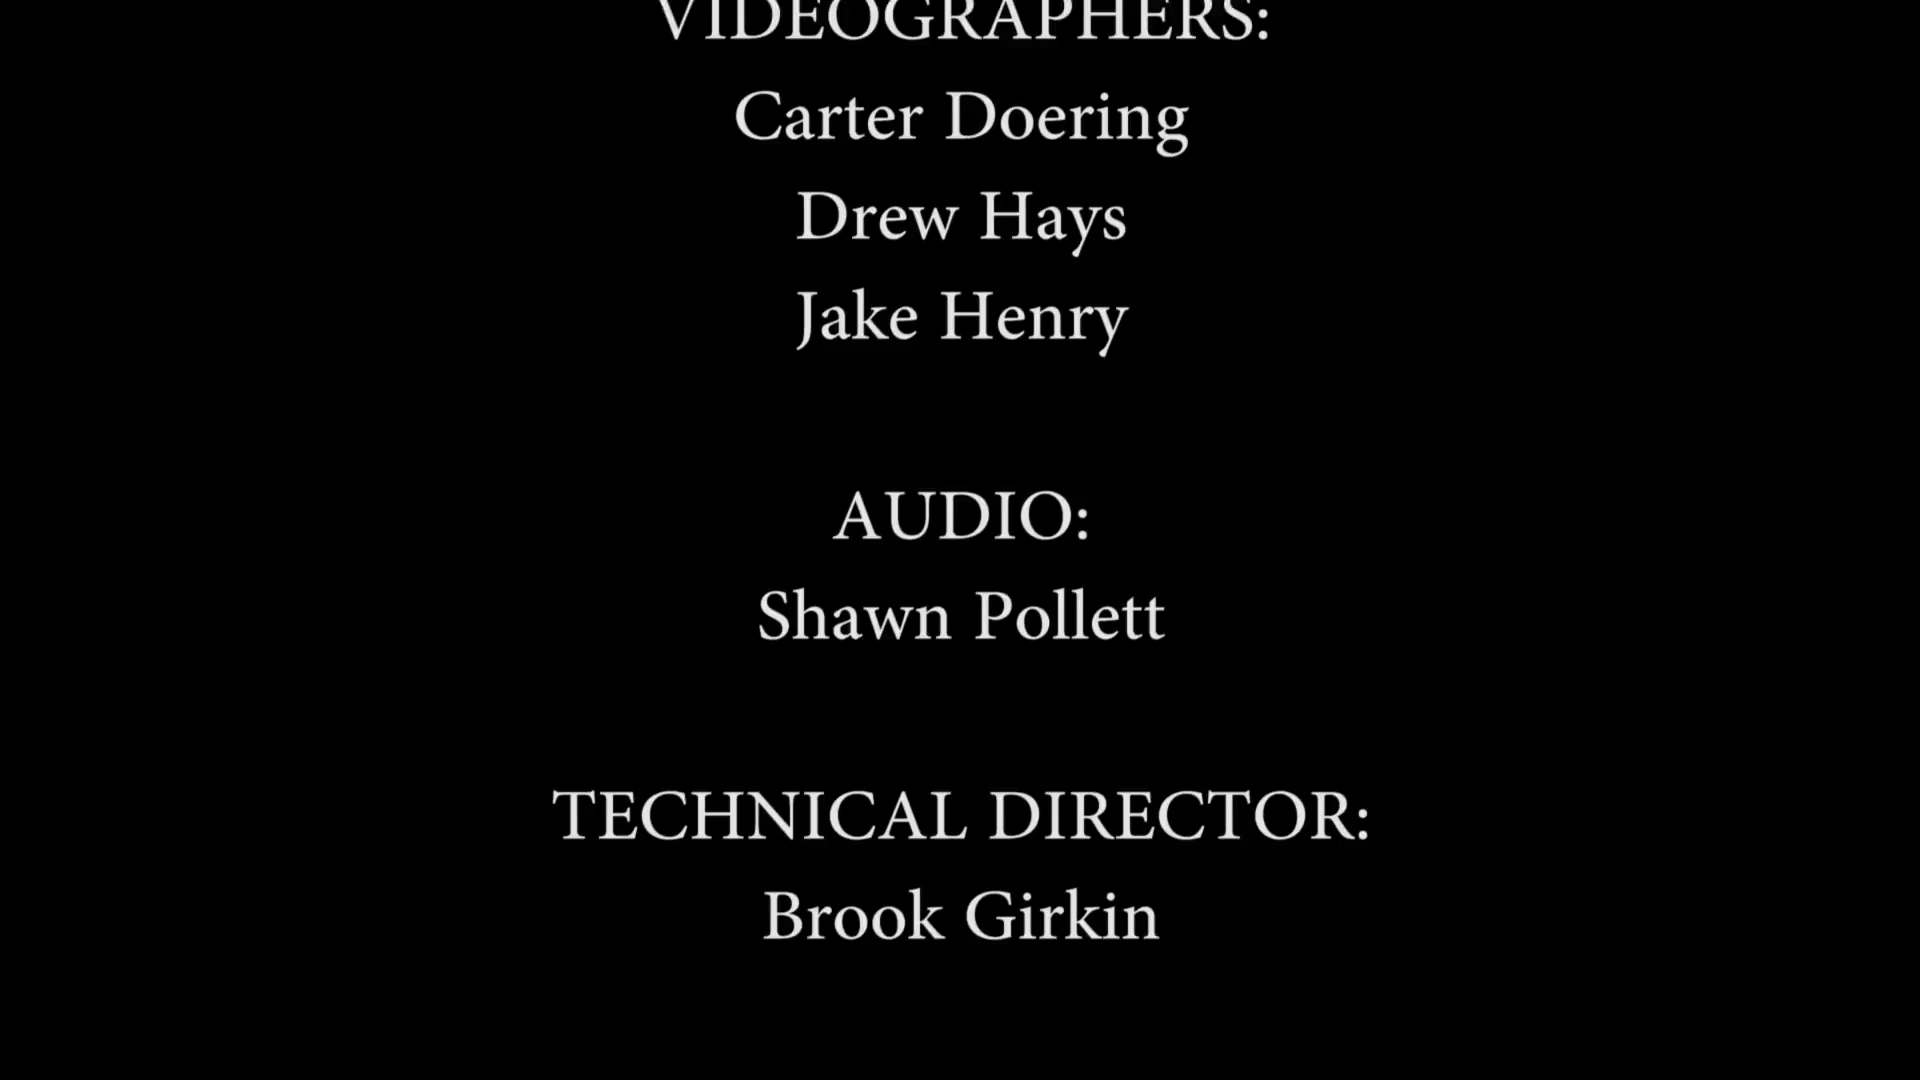 VIDEOGRAPHERS:
Carter Doering
Drew Hays
Jake Henry
AUDIO:
Shawn Pollett
TECHNICAL DIRECTOR:
Brook Girkin